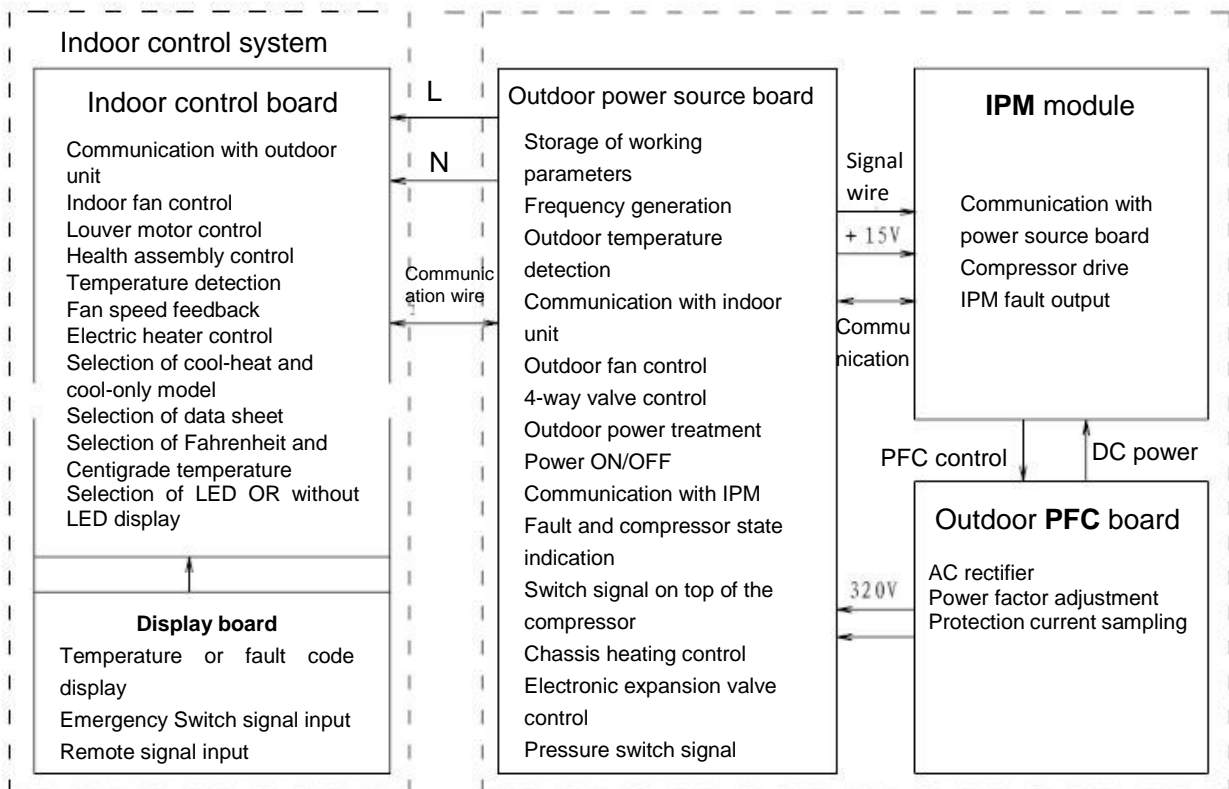 Indoor control system
Indoor control board
Communication with outdoor
unit
Indoor fan control
Louver motor control
Health assembly control
Temperature detection
Fan speed feedback
Electric heater control
Selection of cool-heat and
cool-only model
Selection of data sheet
Selection of Fahrenheit and
Centigrade temperature
Selection of LED OR without
LED display
Display board
Temperature or fault code
display
Emergency Switch signal input
Remote signal input
L
N
Communic
ation wire
Outdoor power source board
Storage of working
parameters
Frequency generation
Outdoor temperature
detection
Communication with indoor
unit
Outdoor fan control
4-way valve control
Outdoor power treatment
Power ON/OFF
Communication with IPM
Fault and compressor state
indication
Switch signal on top of the
compressor
Chassis heating control
Electronic expansion valve
control
Pressure switch signal
Signal
wire
+15V
Commu
nication
IPM module
Communication with
power source board
Compressor drive
IPM fault output
PFC control
DC power
Outdoor PFC board
AC rectifier
Power factor adjustment
Protection current sampling
320V